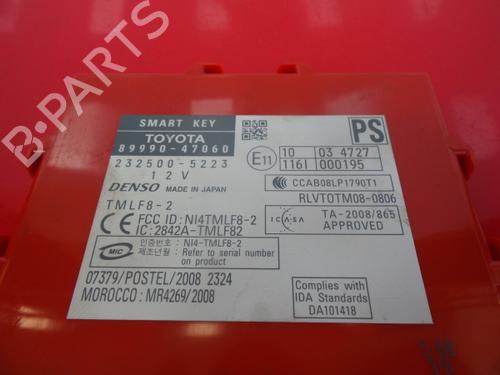 SMART KEY
TOYOTA
89990-47060
232500-5223
12V
DENSO MADE IN JAPAN
TMLF8-2
CE FCC ID: NI4TMLF8-2
IC: 2842A-TMLF82
MIC 인증번호 : NI4-TMLF8-2
제조년월 : Refer to serial number
on product
07379/POSTEL/2008 2324
MOROCCO: MR4269/2008
PS
E11 10 03 4727
1161 000195
CCAB08LP1790T1
RLVTOTM08-0806
ICASA TA-2008/865
APPROVED
Complies with
IDA Standards
DA101418
B-PARTS